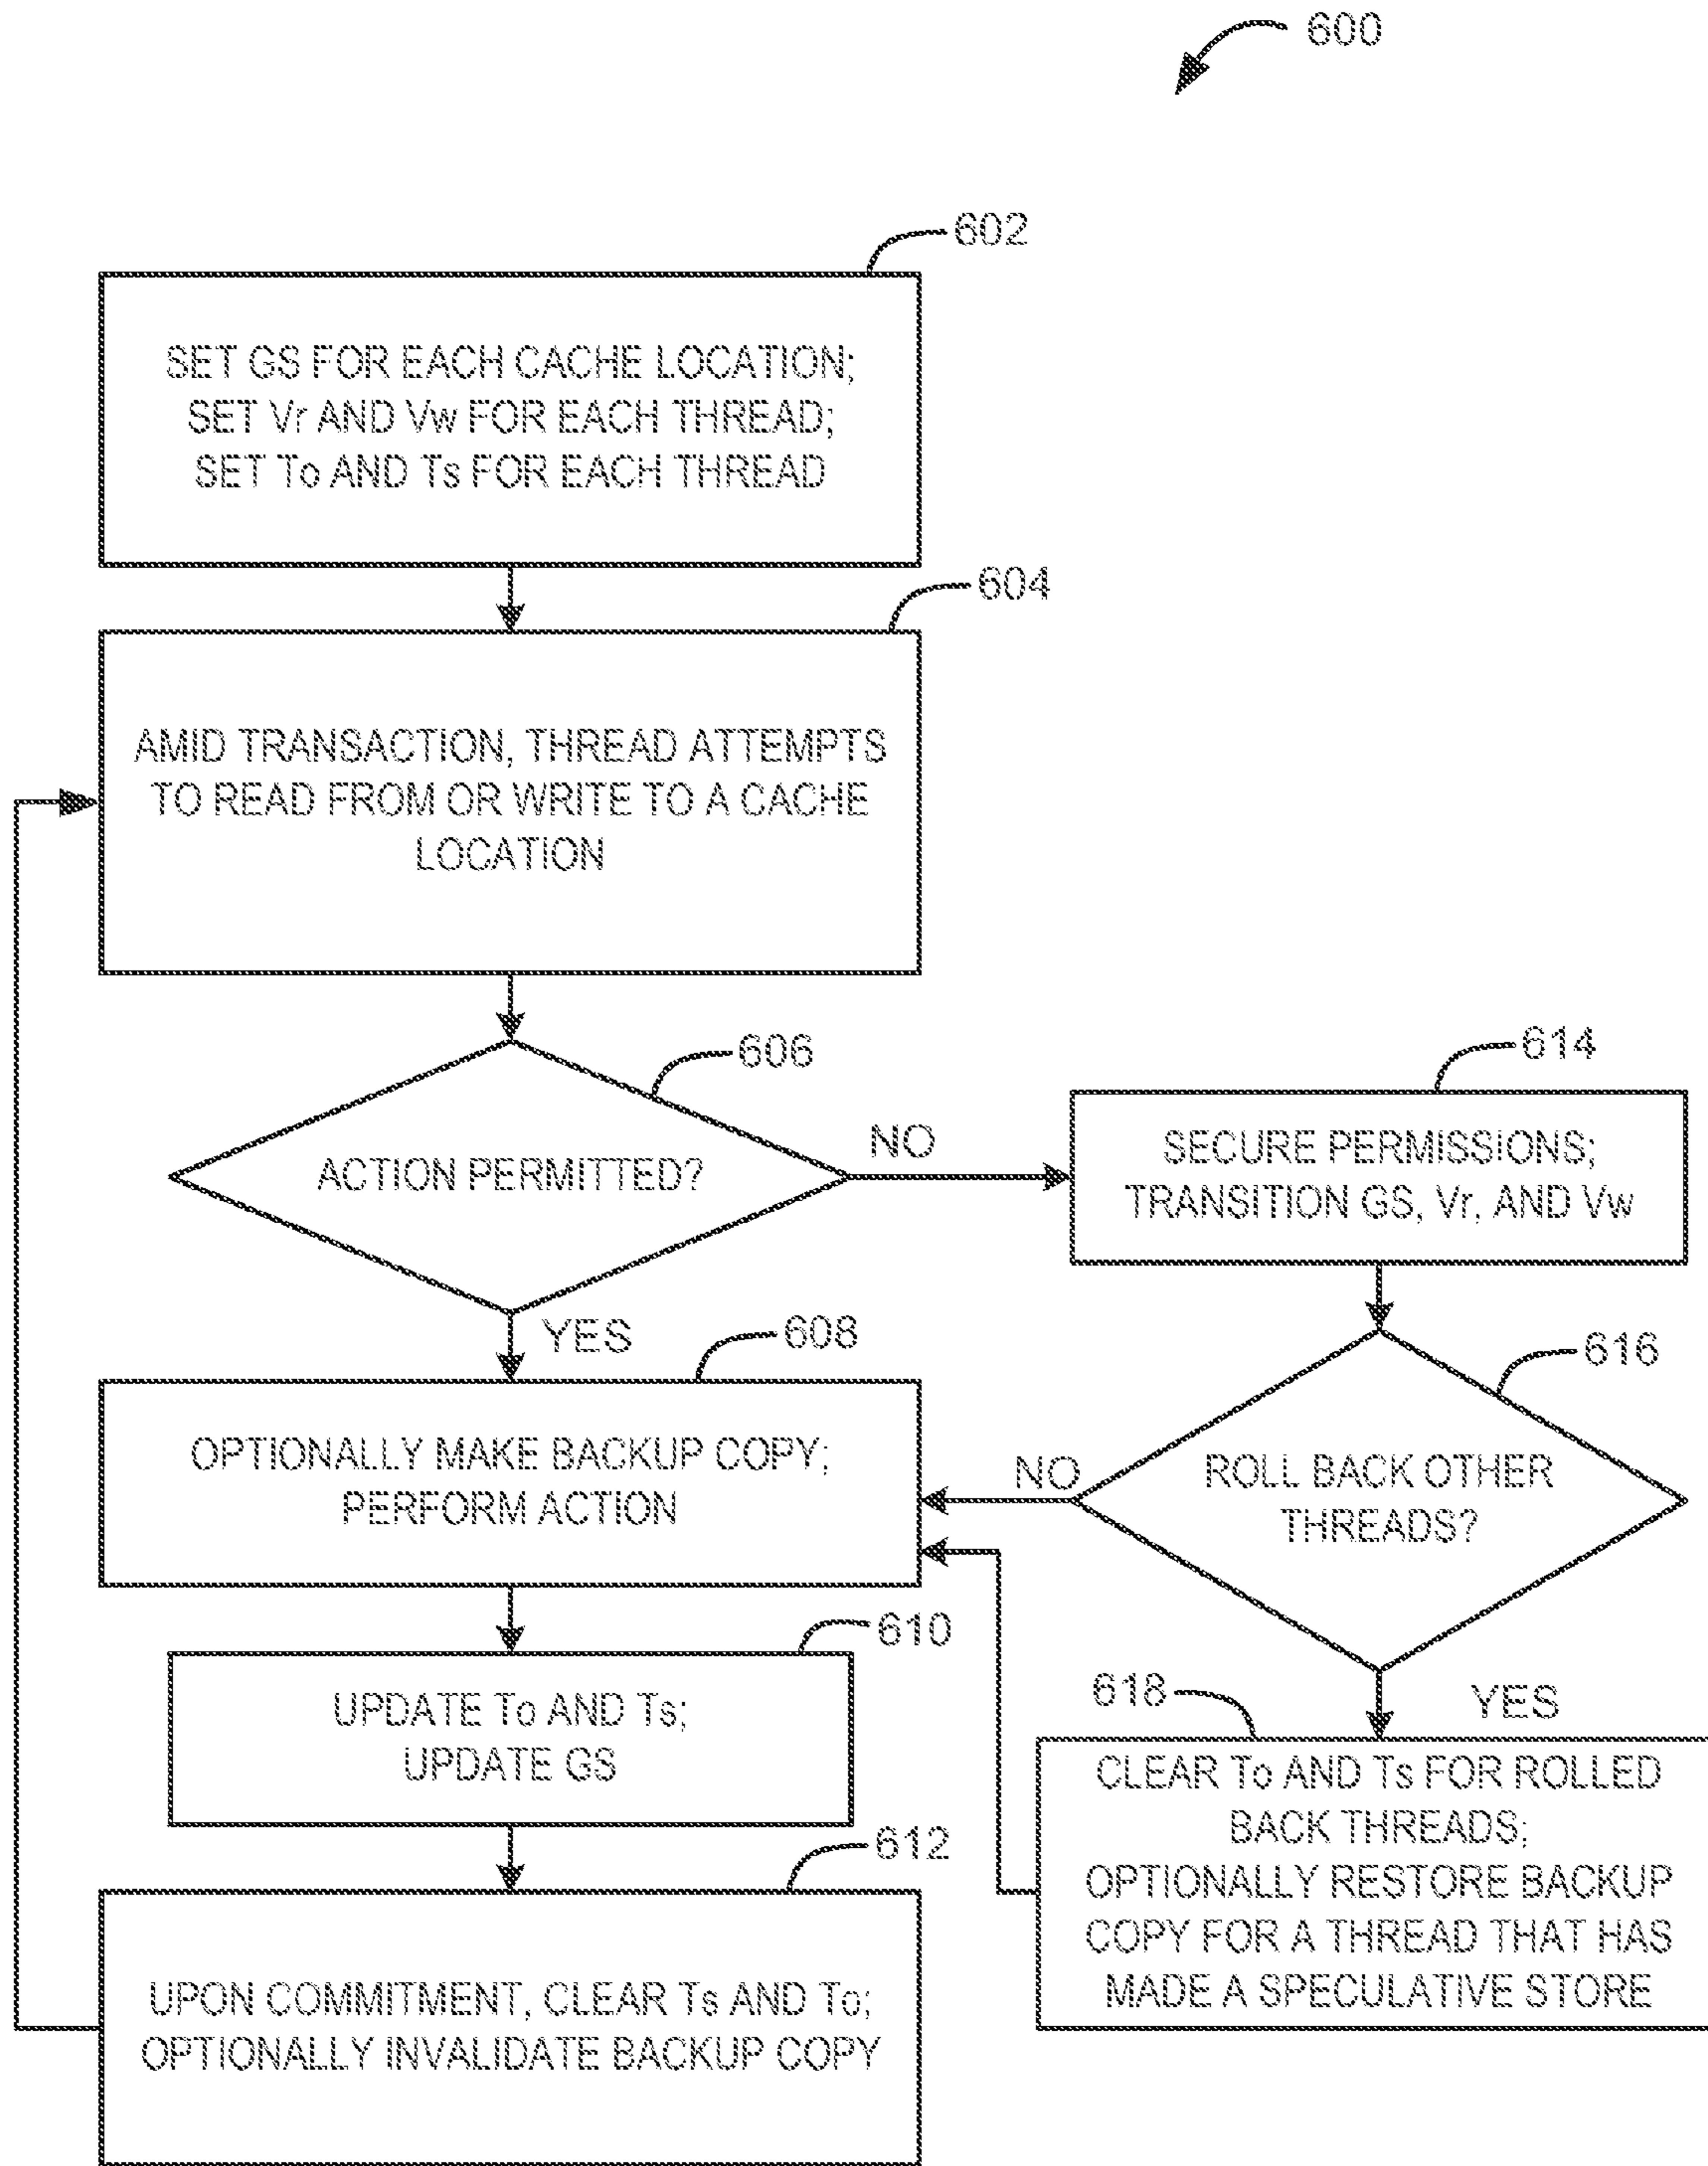 600
602
SET GS FOR EACH CACHE LOCATION;
SET Vr AND Vw FOR EACH THREAD;
SET To AND Ts FOR EACH THREAD
604
AMID TRANSACTION, THREAD ATTEMPTS
TO READ FROM OR WRITE TO A CACHE
LOCATION
606
ACTION PERMITTED?
NO
YES
614
SECURE PERMISSIONS;
TRANSITION GS, Vr, AND Vw
616
ROLL BACK OTHER
THREADS?
NO
YES
608
OPTIONALLY MAKE BACKUP COPY;
PERFORM ACTION
610
UPDATE To AND Ts;
UPDATE GS
618
CLEAR To AND Ts FOR ROLLED
BACK THREADS;
OPTIONALLY RESTORE BACKUP
COPY FOR A THREAD THAT HAS
MADE A SPECULATIVE STORE
612
UPON COMMITMENT, CLEAR Ts AND To;
OPTIONALLY INVALIDATE BACKUP COPY